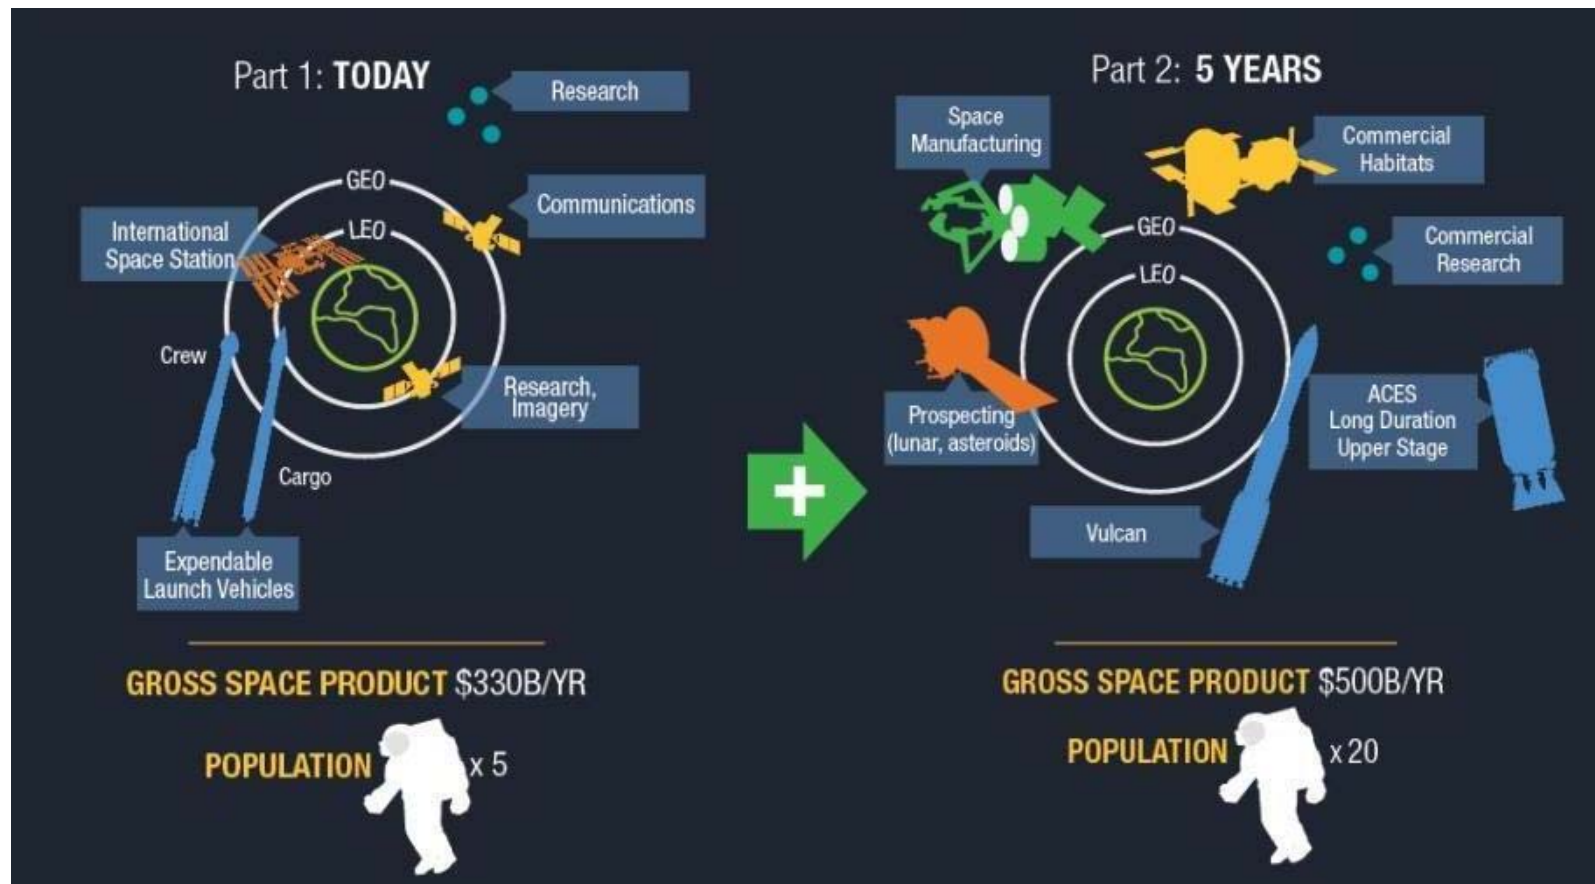 Part 1: TODAY
Research
GEO
Communications
LEO
International
Space Station
Crew
Research,
Imagery
Cargo
Expendable
Launch Vehicles
GROSS SPACE PRODUCT $330B/YR
POPULATION x 5
+
Part 2: 5 YEARS
Space
Manufacturing
Commercial
Habitats
GEO
Commercial
Research
LEO
Prospecting
(lunar, asteroids)
ACES
Long Duration
Upper Stage
Vulcan
GROSS SPACE PRODUCT $500B/YR
POPULATION x 20